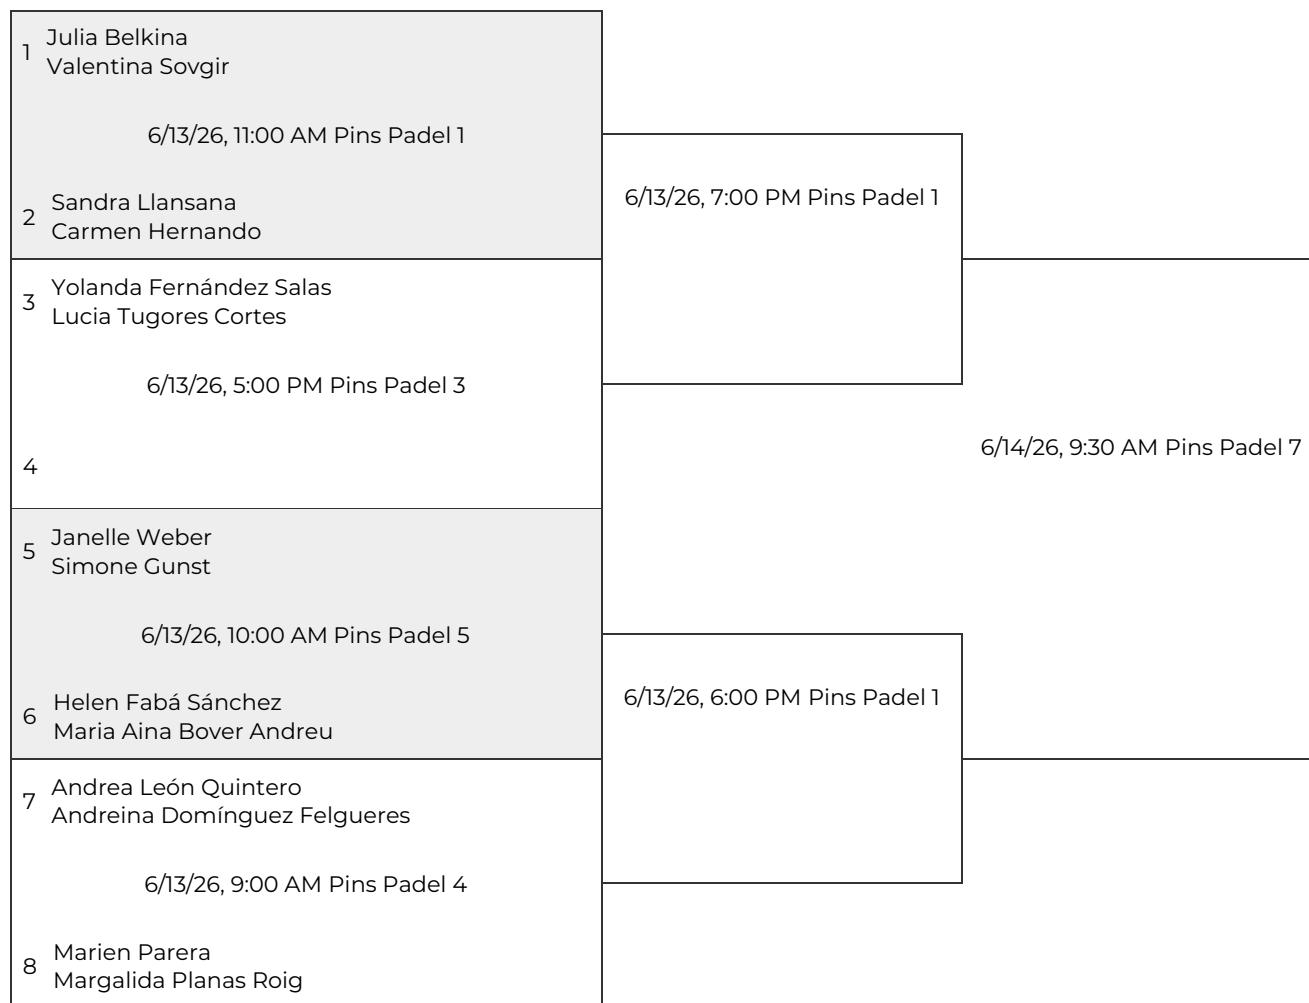 1
Julia Belkina
Valentina Sovgir
6/13/26, 11:00 AM Pins Padel 1
2
Sandra Llansana
Carmen Hernando
3
Yolanda Fernández Salas
Lucia Tugores Cortes
6/13/26, 5:00 PM Pins Padel 3
4
5
Janelle Weber
Simone Gunst
6/13/26, 10:00 AM Pins Padel 5
6
Helen Fabá Sánchez
Maria Aina Bover Andreu
7
Andrea León Quintero
Andreina Domínguez Felgueres
6/13/26, 9:00 AM Pins Padel 4
8
Marien Parera
Margalida Planas Roig
6/13/26, 7:00 PM Pins Padel 1
6/13/26, 6:00 PM Pins Padel 1
6/14/26, 9:30 AM Pins Padel 7